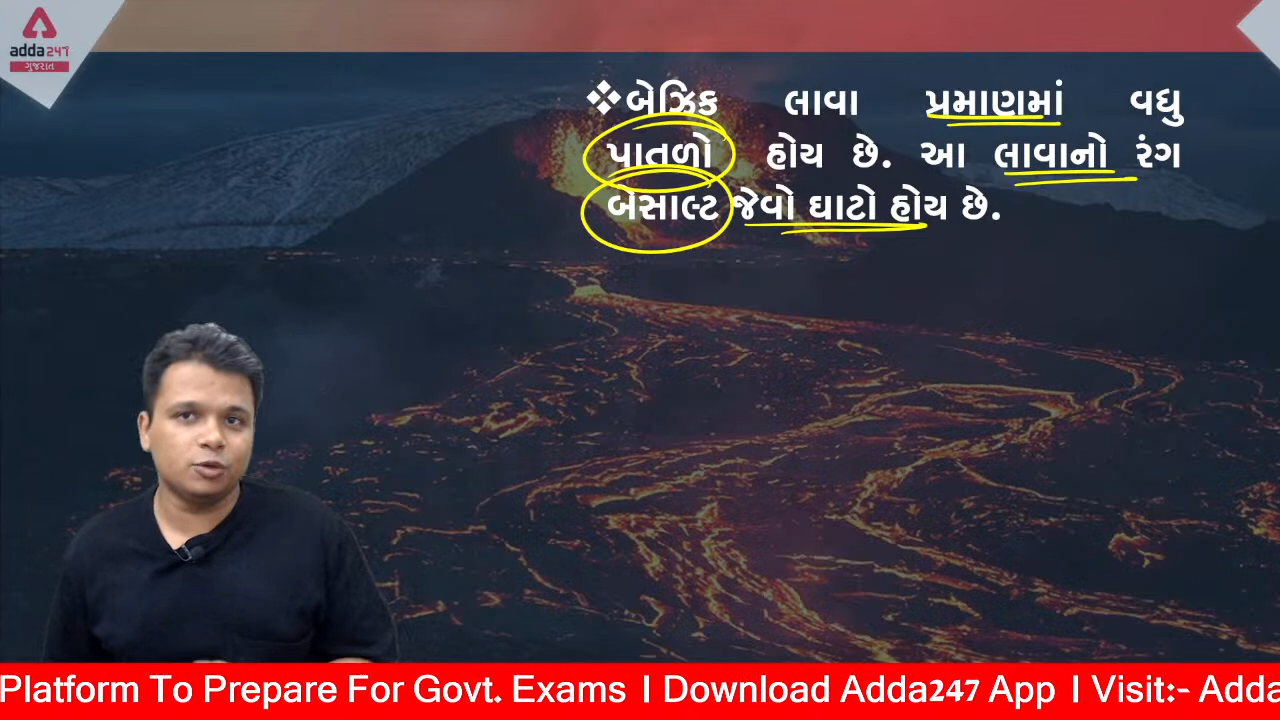 adda247
ગુજરાત
❖બેઝિક લાવા પ્રમાણમાં વધુ
પાતળો હોય છે. આ લાવાનો રંગ
બેસાલ્ટ જેવો ઘાટો હોય છે.
Platform To Prepare For Govt. Exams I Download Adda247 App I Visit:- Adda